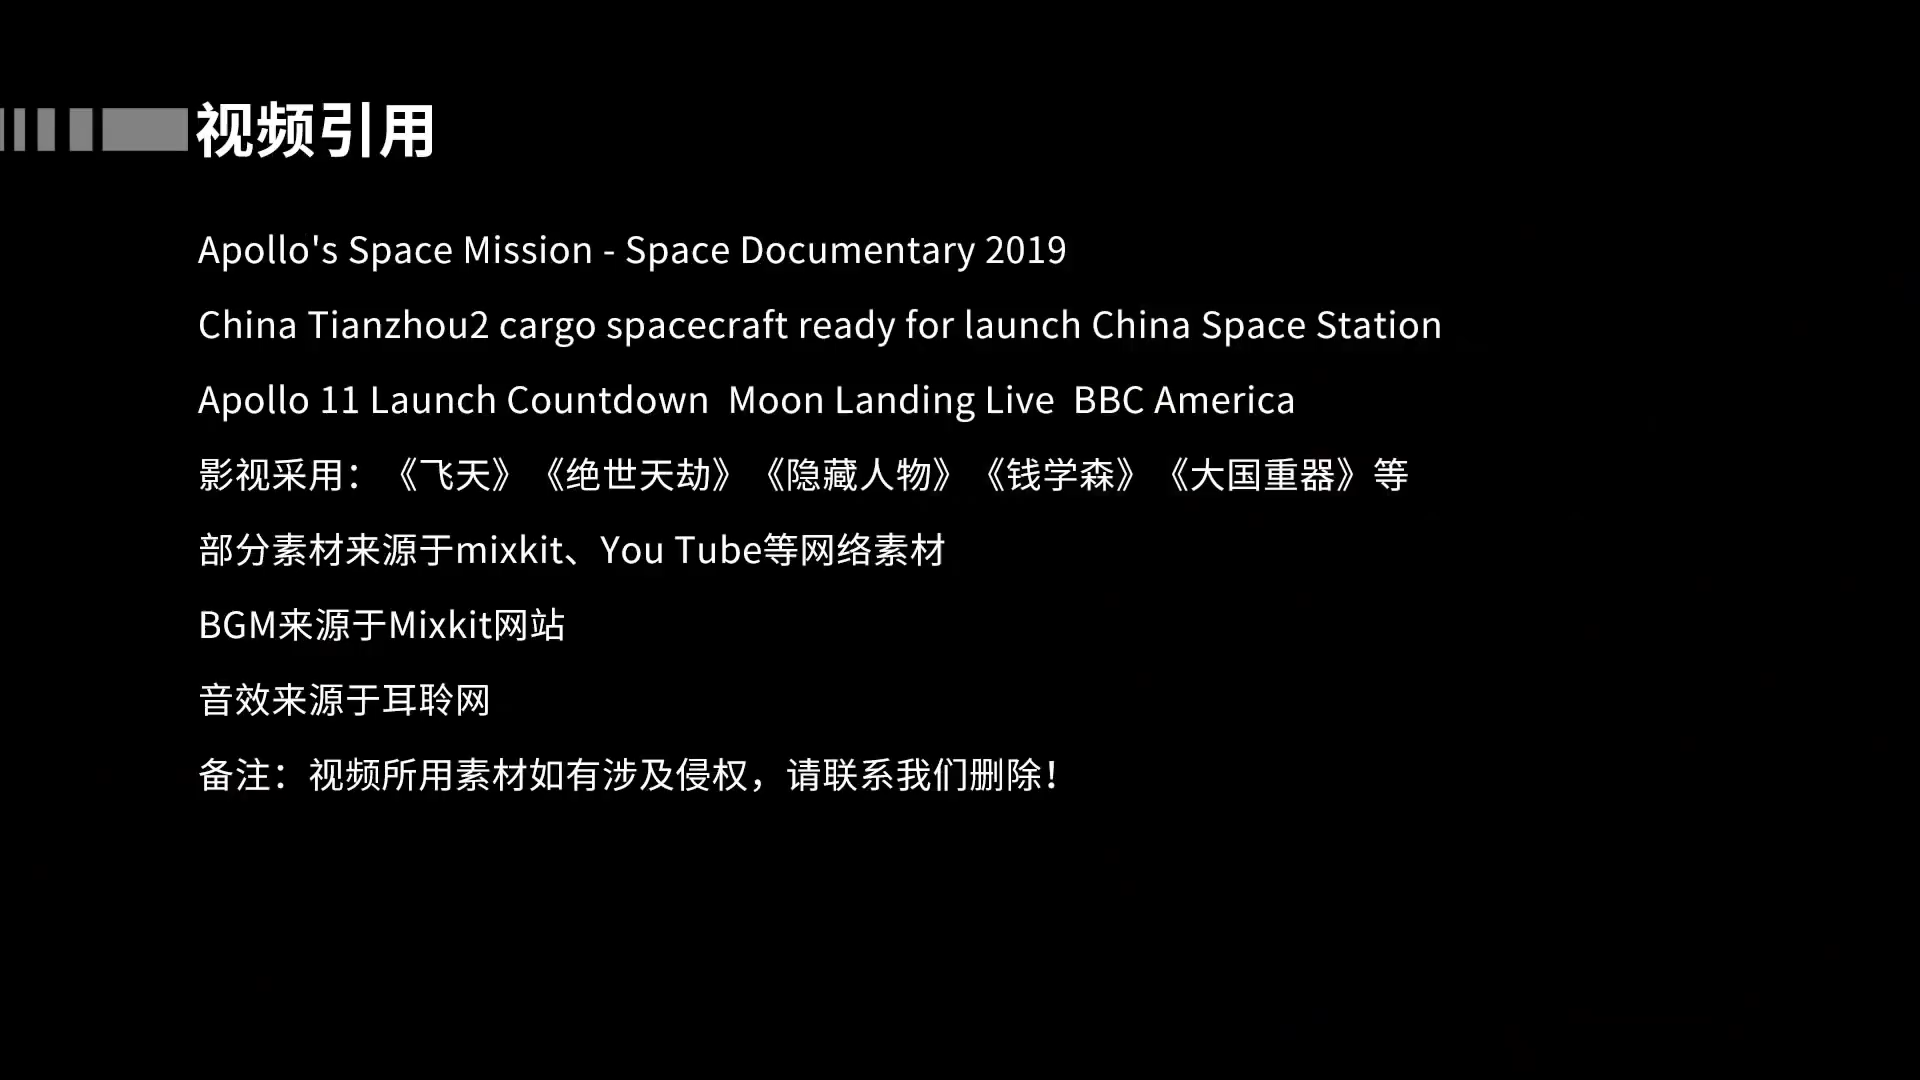 视频引用
Apollo's Space Mission - Space Documentary 2019
China Tianzhou2 cargo spacecraft ready for launch China Space Station
Apollo 11 Launch Countdown  Moon Landing Live  BBC America
影视采用：《飞天》《绝世天劫》《隐藏人物》《钱学森》《大国重器》等
部分素材来源于mixkit、You Tube等网络素材
BGM来源于Mixkit网站
音效来源于耳聆网
备注：视频所用素材如有涉及侵权，请联系我们删除！